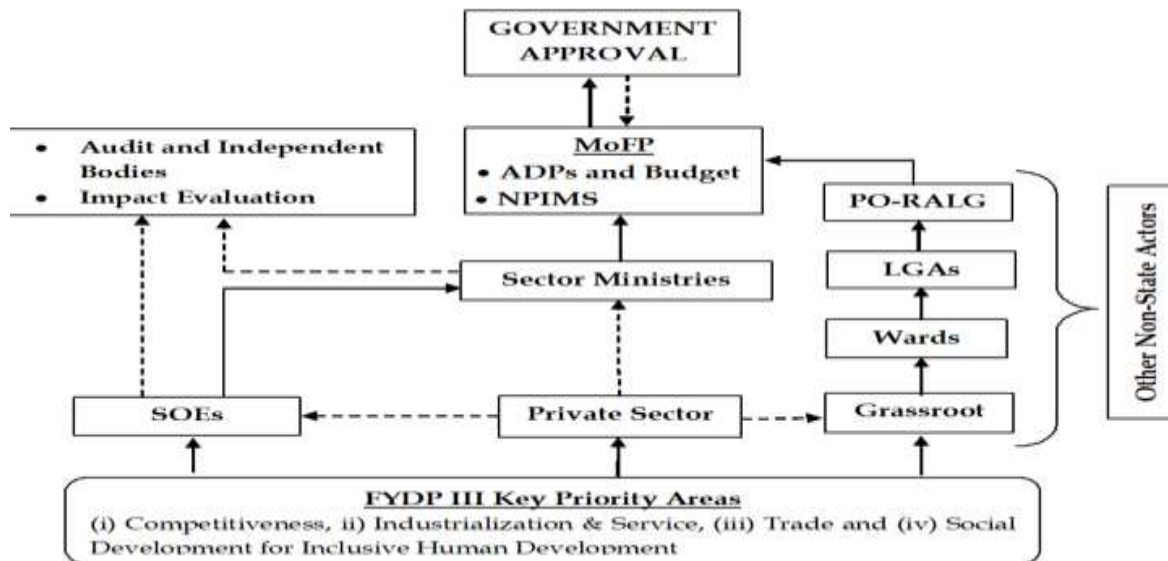 GOVERNMENT
APPROVAL
• Audit and Independent
Bodies
• Impact Evaluation
MoFP
• ADPs and Budget
• NPIMS
PO-RALG
LGAs
Sector Ministries
Wards
SOEs
Private Sector
Grassroot
Other Non-State Actors
FYDP III Key Priority Areas
(i) Competitiveness, ii) Industrialization & Service, (iii) Trade and (iv) Social
Development for Inclusive Human Development